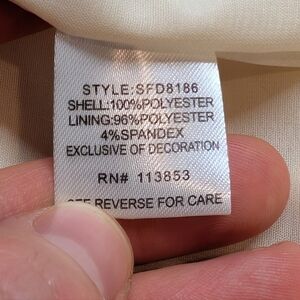 STYLE:SFD8186
SHELL:100%POLYESTER
LINING:96%POLYESTER
4%SPANDEX
EXCLUSIVE OF DECORATION
RN# 113853
SEE REVERSE FOR CARE